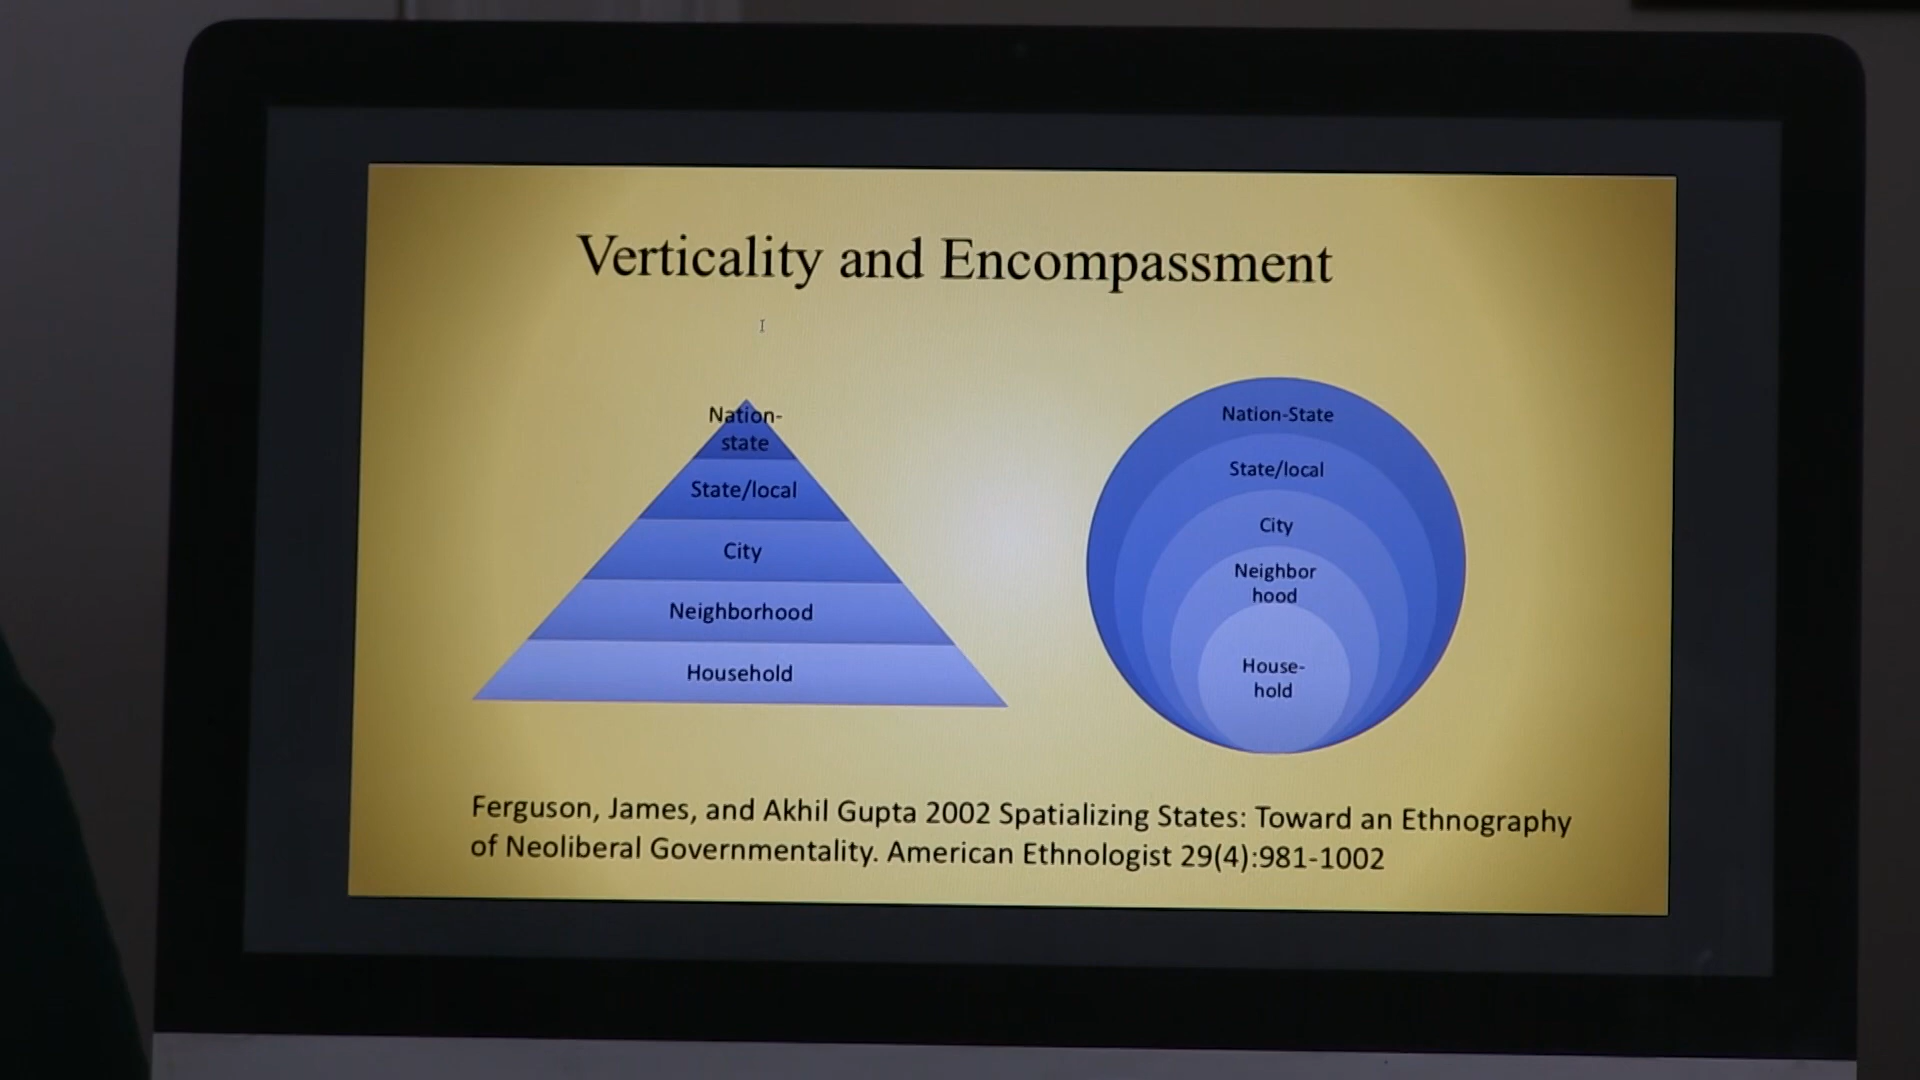 Verticality and Encompassment
Nation-
state
State/local
City
Neighborhood
Household
Nation-State
State/local
City
Neighbor
hood
House-
hold
Ferguson, James, and Akhil Gupta 2002 Spatializing States: Toward an Ethnography
of Neoliberal Governmentality. American Ethnologist 29(4):981-1002